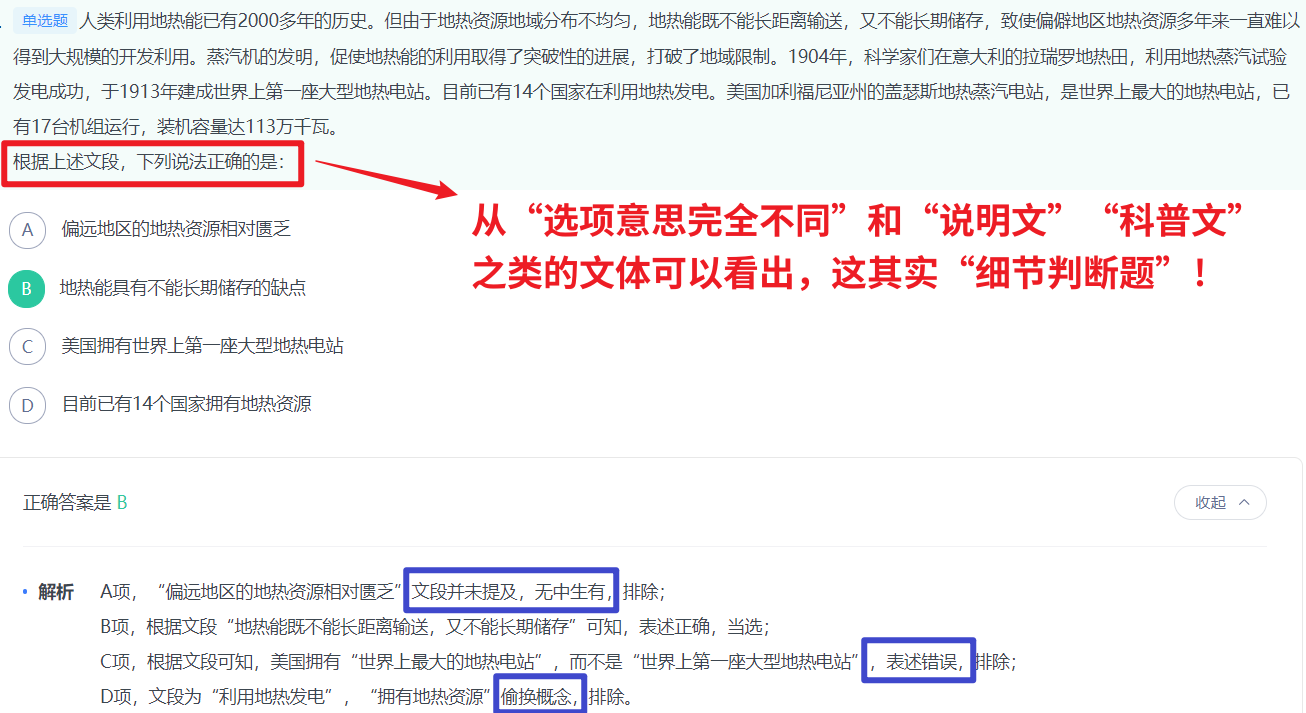 单选题 人类利用地热能已有2000多年的历史。但由于地热资源地域分布不均匀，地热能既不能长距离输送，又不能长期储存，致使偏僻地区地热资源多年来一直难以
得到大规模的开发利用。蒸汽机的发明，促使地热能的利用取得了突破性的进展，打破了地域限制。1904年，科学家们在意大利的拉瑞罗地热田，利用地热蒸汽试验
发电成功，于1913年建成世界上第一座大型地热电站。目前已有14个国家在利用地热发电。美国加利福尼亚州的盖瑟斯地热蒸汽电站，是世界上最大的地热电站，已
有17台机组运行，装机容量达113万千瓦。
根据上述文段，下列说法正确的是：
从“选项意思完全不同”和“说明文”“科普文”
之类的文体可以看出，这其实“细节判断题”！
A 偏远地区的地热资源相对匮乏
B 地热能具有不能长期储存的缺点
C 美国拥有世界上第一座大型地热电站
D 目前已有14个国家拥有地热资源
正确答案是 B
收起
解析 A项，“偏远地区的地热资源相对匮乏”文段并未提及，无中生有，排除；
B项，根据文段“地热能既不能长距离输送，又不能长期储存”可知，表述正确，当选；
C项，根据文段可知，美国拥有“世界上最大的地热电站”，而不是“世界上第一座大型地热电站”，表述错误，排除；
D项，文段为“利用地热发电”，“拥有地热资源”偷换概念，排除。